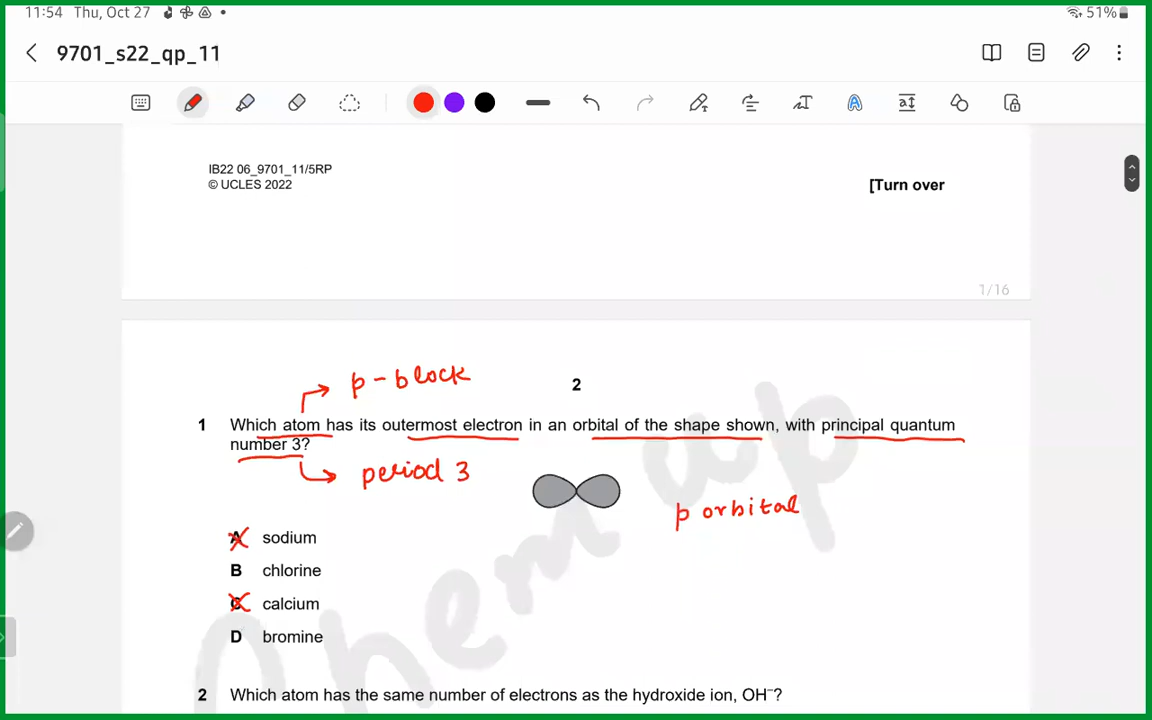 11:54 Thu, Oct 27
51%
9701_s22_qp_11
IB22 06_9701_11/5RP
© UCLES 2022
[Turn over
1/16
p-block
2
1 Which atom has its outermost electron in an orbital of the shape shown, with principal quantum
number 3?
period 3
p orbital
A sodium
B chlorine
C calcium
D bromine
Chem up
2 Which atom has the same number of electrons as the hydroxide ion, OH⁻?